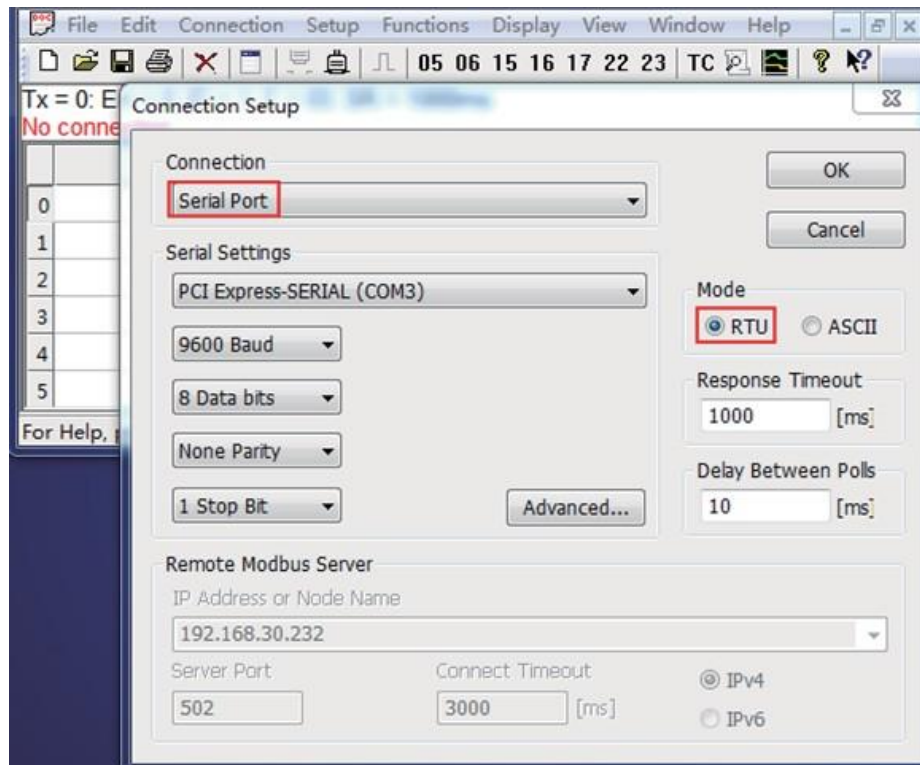 File Edit Connection Setup Functions Display View Window Help
05 06 15 16 17 22 23 TC
Tx = 0: E
No conne
Connection Setup
0
1
2
3
4
5
For Help,
Connection
Serial Port
OK
Cancel
Serial Settings
PCI Express-SERIAL (COM3)
9600 Baud
8 Data bits
None Parity
1 Stop Bit
Advanced...
Mode
RTU ASCII
Response Timeout
1000 [ms]
Delay Between Polls
10 [ms]
Remote Modbus Server
IP Address or Node Name
192.168.30.232
Server Port Connect Timeout
502 3000 [ms]
IPv4
IPv6